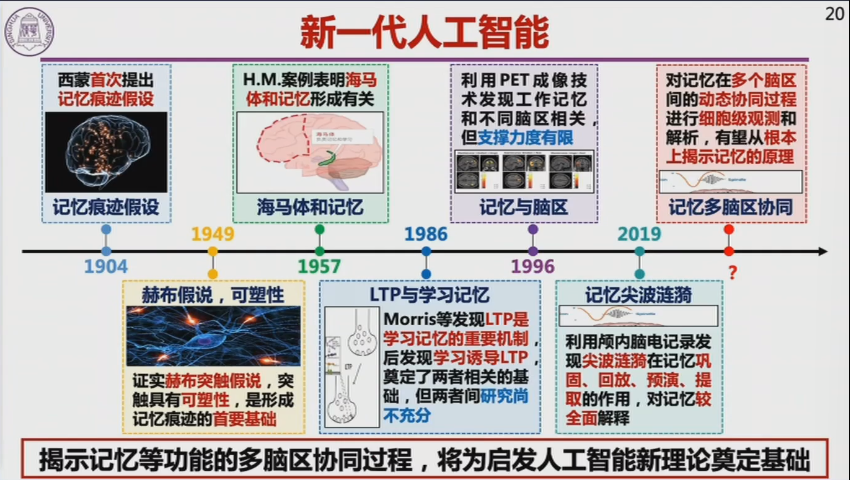 20
新一代人工智能
西蒙首次提出
记忆痕迹假设
记忆痕迹假设
H.M.案例表明海马
体和记忆形成有关
海马体
海马体和记忆
利用PET成像技
术发现工作记忆
和不同脑区相关，
但支撑力度有限
记忆与脑区
对记忆在多个脑区
间的动态协同过程
进行细胞级观测和
解析，有望从根本
上揭示记忆的原理
记忆多脑区协同
1949
1986
2019
1904
1957
1996
?
赫布假说，可塑性
证实赫布突触假说，突
触具有可塑性，是形成
记忆痕迹的首要基础
LTP与学习记忆
LTP
Morris等发现LTP是
学习记忆的重要机制，
后发现学习诱导LTP，
奠定了两者相关的基
础，但两者间研究尚
不充分
记忆尖波涟漪
利用颅内脑电记录发
现尖波涟漪在记忆巩
固、回放、预演、提
取的作用，对记忆较
全面解释
揭示记忆等功能的多脑区协同过程，将为启发人工智能新理论奠定基础